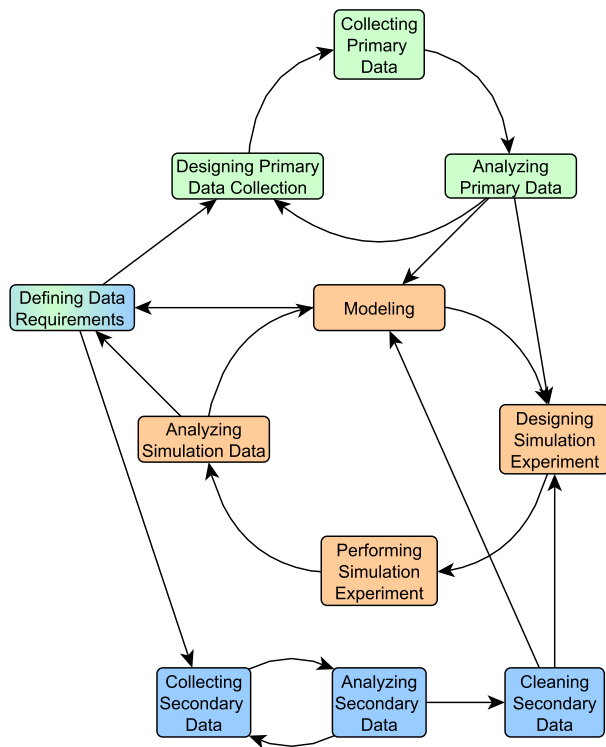 Collecting
Primary
Data
Designing Primary
Data Collection
Analyzing
Primary Data
Defining Data
Requirements
Modeling
Analyzing
Simulation Data
Designing
Simulation
Experiment
Performing
Simulation
Experiment
Collecting
Secondary
Data
Analyzing
Secondary
Data
Cleaning
Secondary
Data